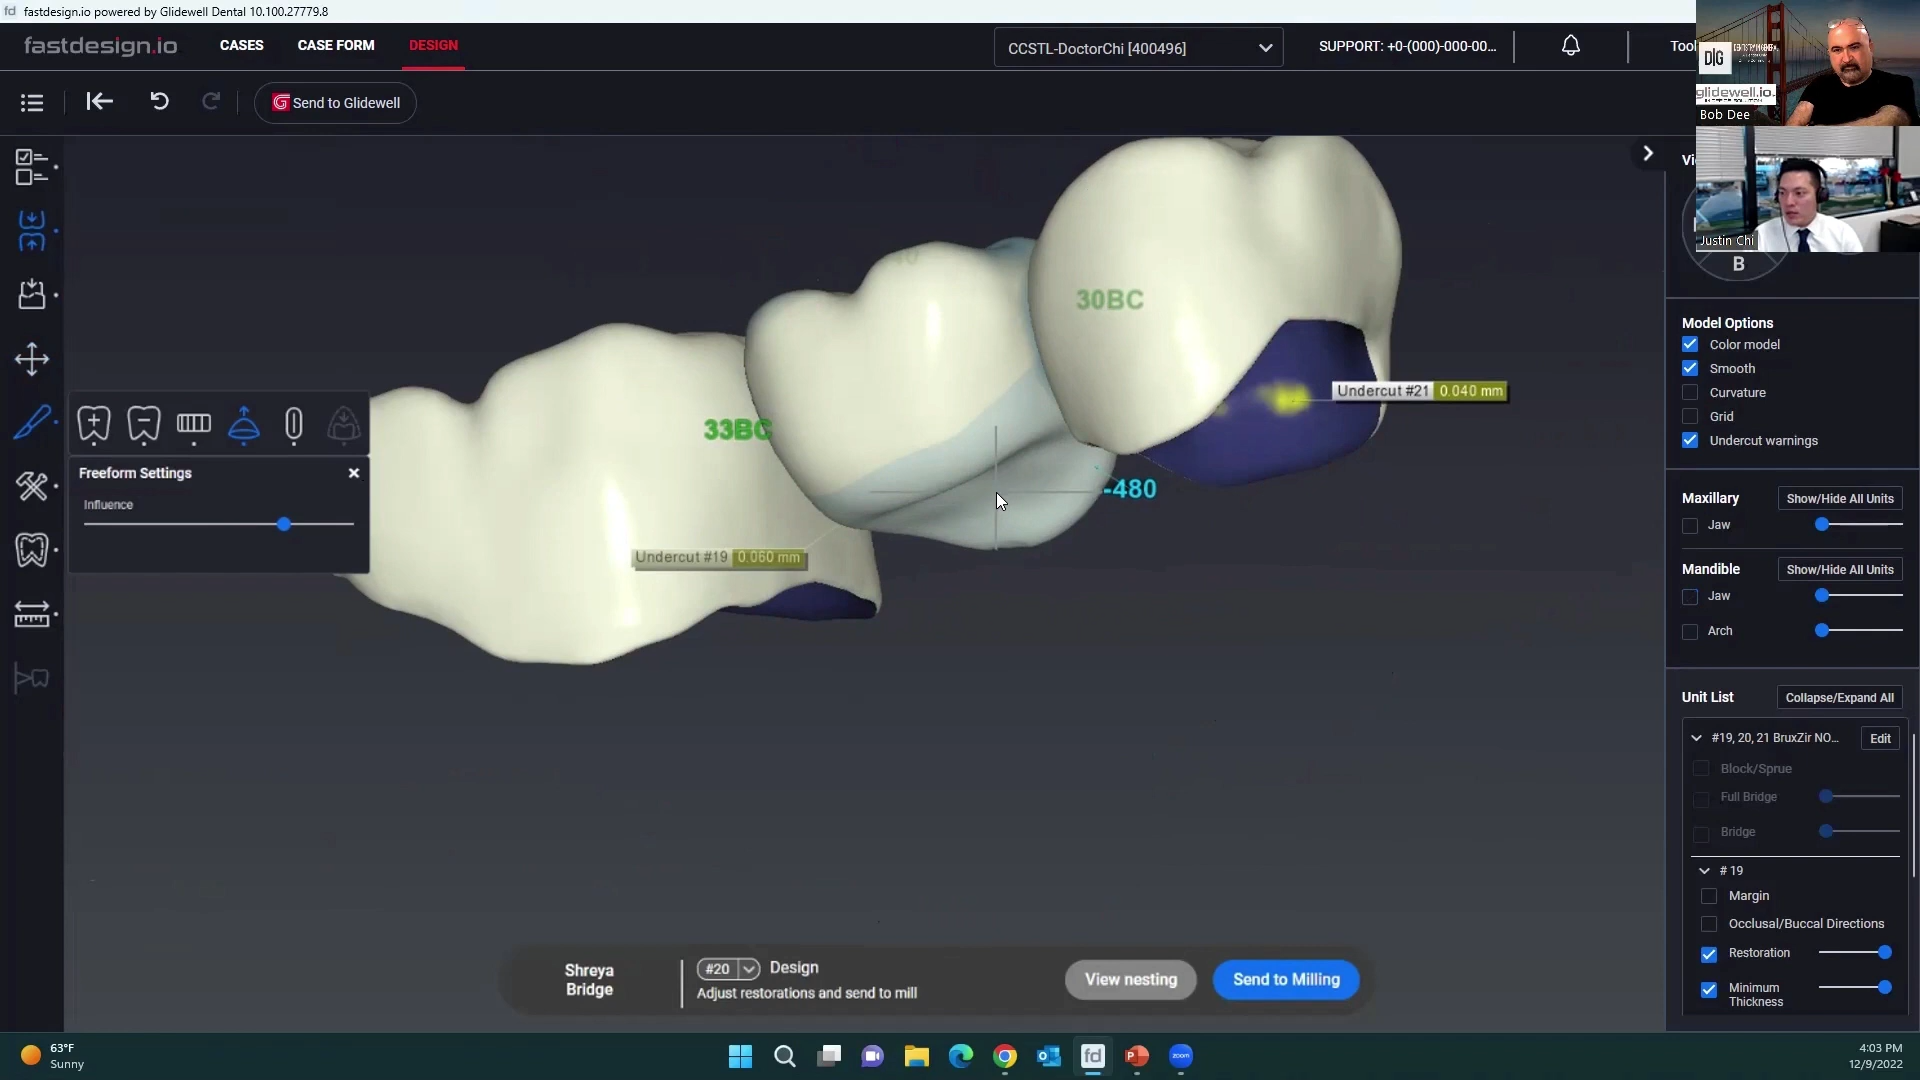 fd fastdesign.io powered by Glidewell Dental 10.100.27779.8
fastdesign.io
CASES
CASE FORM
DESIGN
CCSTL-DoctorChi [400496]
SUPPORT: +0-(000)-000-00...
Tool
Send to Glidewell
DIG
glidewell.io
Bob Dee
Justin Chi
B
Model Options
Color model
Smooth
Curvature
Grid
Undercut warnings
Maxillary
Show/Hide All Units
Jaw
Mandible
Show/Hide All Units
Jaw
Arch
Unit List
Collapse/Expand All
#19, 20, 21 BruxZir NO...
Edit
Block/Sprue
Full Bridge
Bridge
# 19
Margin
Occlusal/Buccal Directions
Restoration
Minimum
Thickness
Freeform Settings
Influence
30BC
33BC
-480
Undercut #21 0.040 mm
Undercut #19 0.060 mm
Shreya
Bridge
#20
Design
Adjust restorations and send to mill
View nesting
Send to Milling
63°F
Sunny
fd
zoom
4:03 PM
12/9/2022